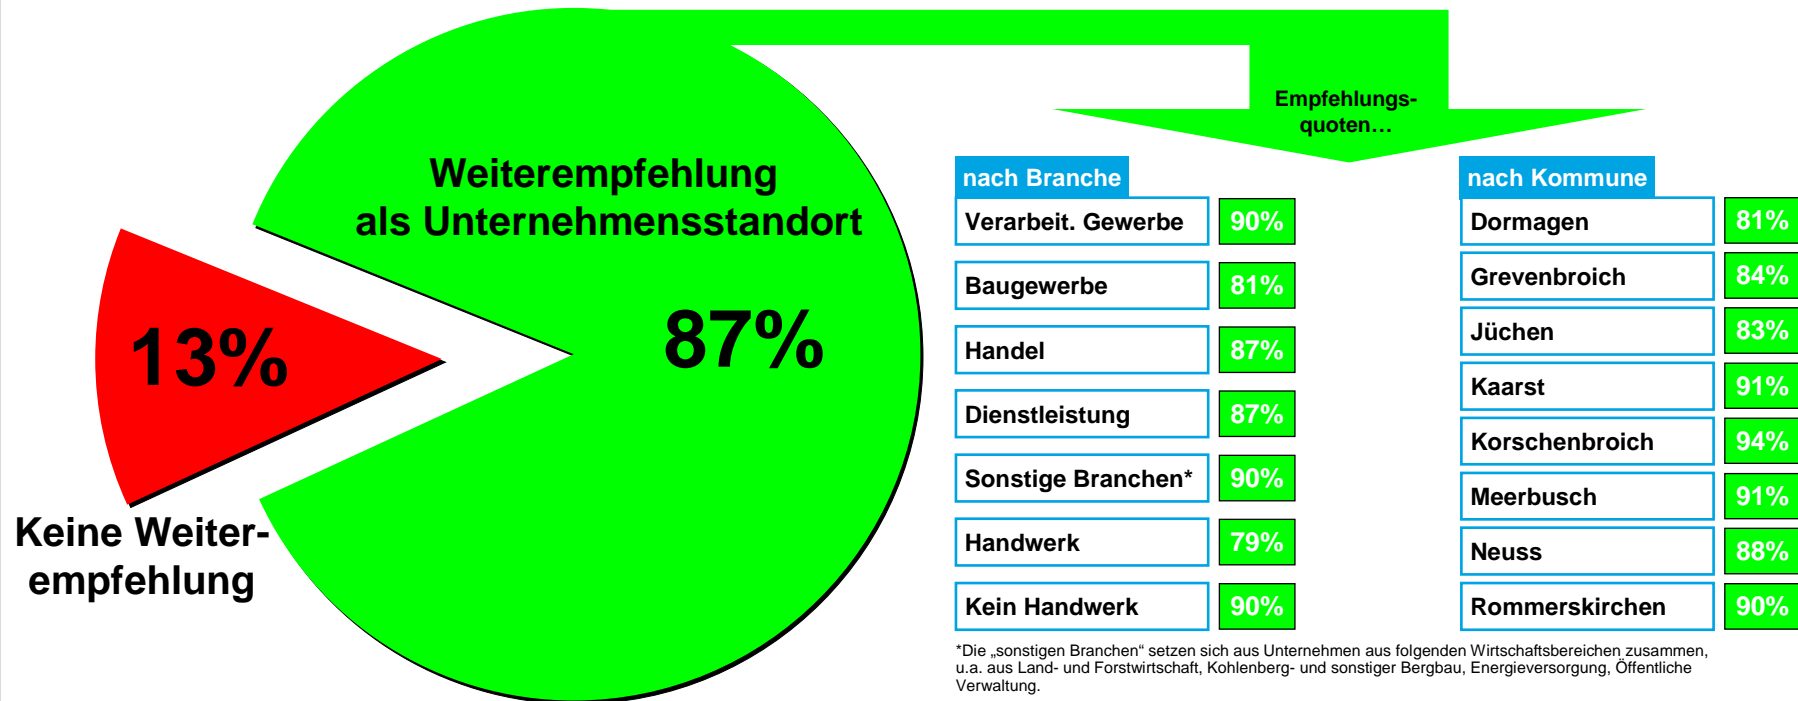 Weiterempfehlung
als Unternehmensstandort
87%
13%
Keine Weiter-
empfehlung
Empfehlungs-
quoten…
nach Branche
Verarbeit. Gewerbe 90%
Baugewerbe 81%
Handel 87%
Dienstleistung 87%
Sonstige Branchen* 90%
Handwerk 79%
Kein Handwerk 90%
nach Kommune
Dormagen 81%
Grevenbroich 84%
Jüchen 83%
Kaarst 91%
Korschenbroich 94%
Meerbusch 91%
Neuss 88%
Rommerskirchen 90%
*Die „sonstigen Branchen“ setzen sich aus Unternehmen aus folgenden Wirtschaftsbereichen zusammen,
u.a. aus Land- und Forstwirtschaft, Kohlenberg- und sonstiger Bergbau, Energieversorgung, Öffentliche
Verwaltung.